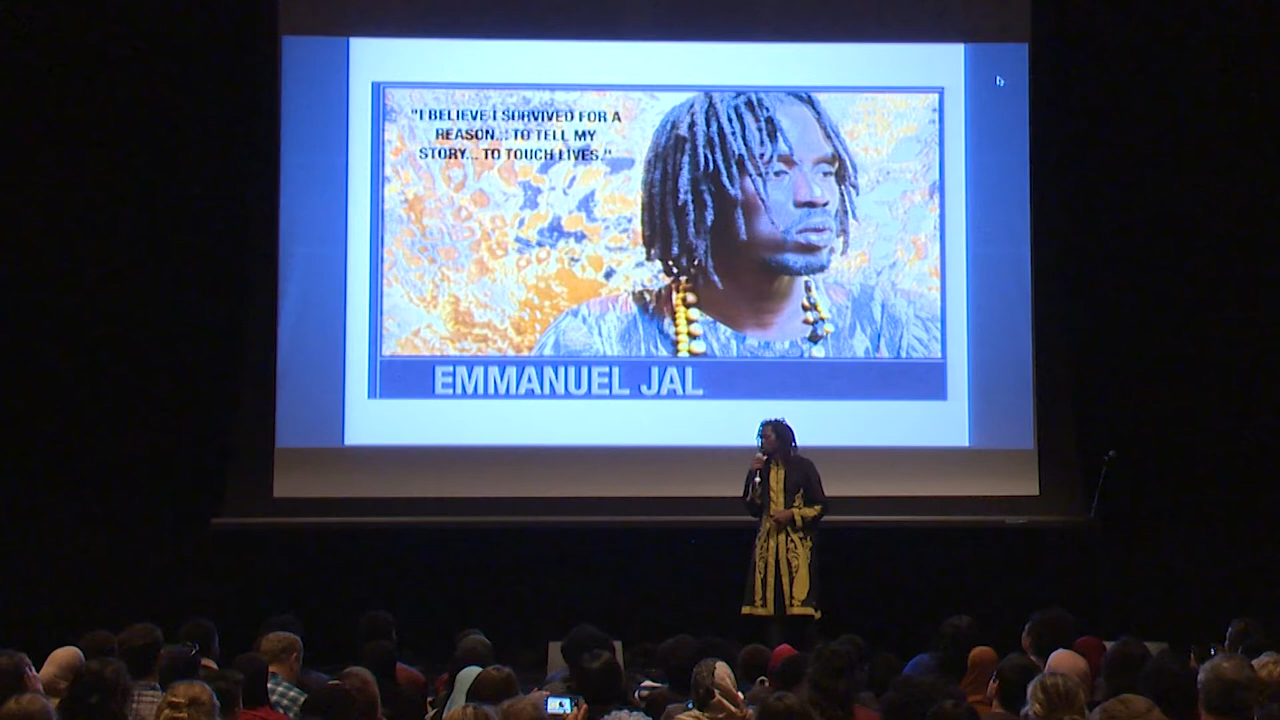 "I BELIEVE I SURVIVED FOR A
REASON... TO TELL MY
STORY... TO TOUCH LIVES."
EMMANUEL JAL